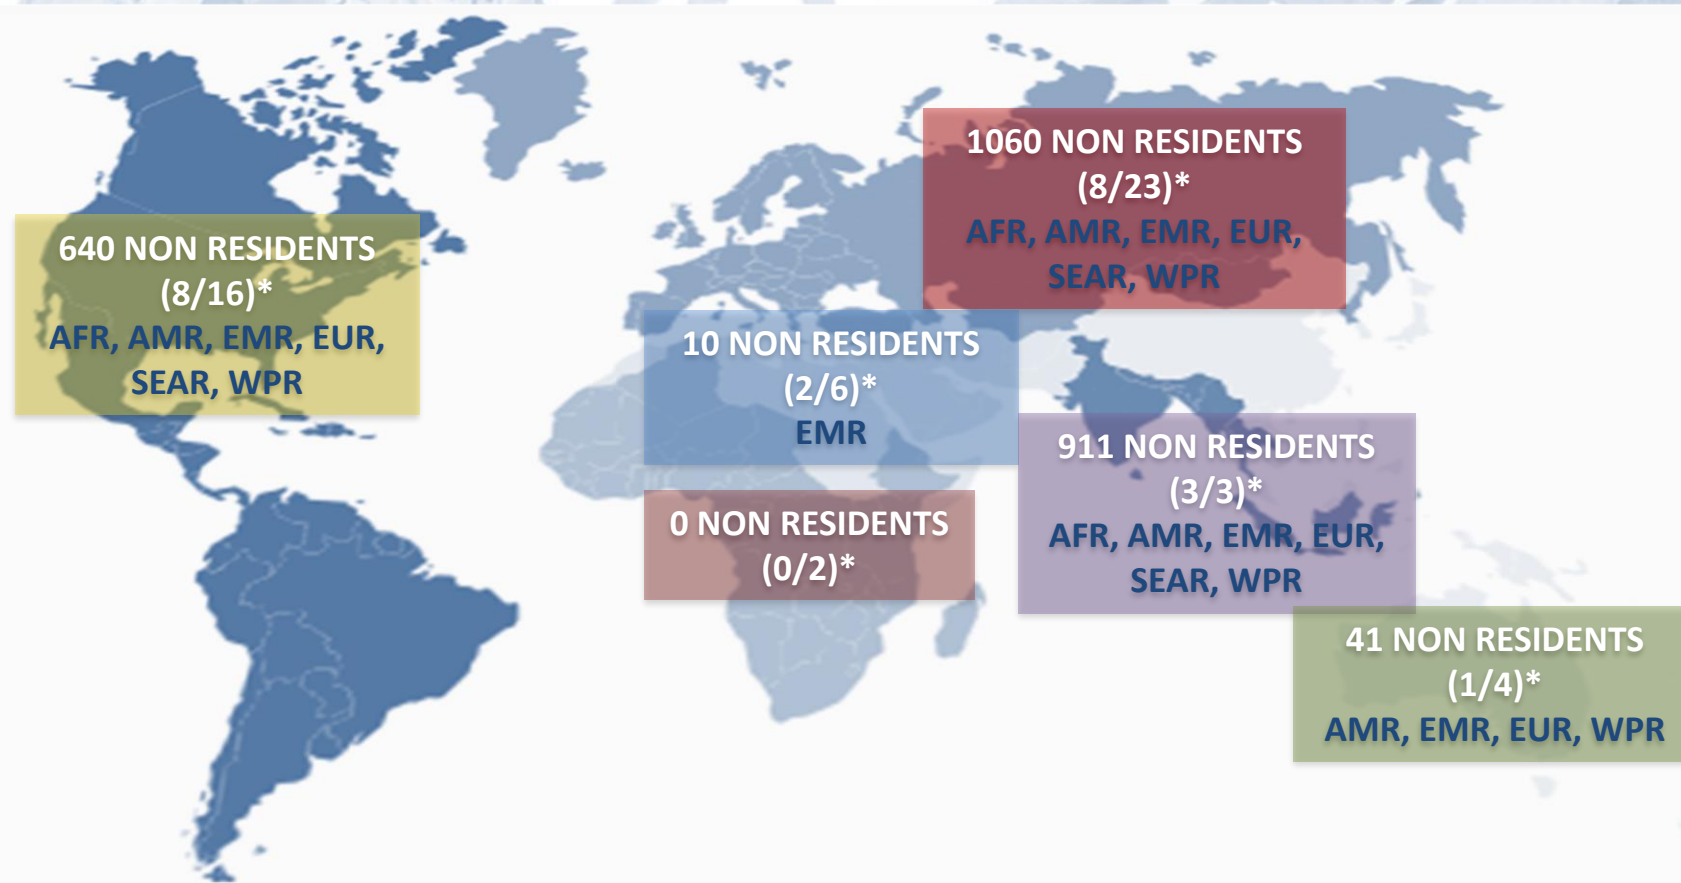 640 NON RESIDENTS
(8/16)*
AFR, AMR, EMR, EUR,
SEAR, WPR
1060 NON RESIDENTS
(8/23)*
AFR, AMR, EMR, EUR,
SEAR, WPR
10 NON RESIDENTS
(2/6)*
EMR
0 NON RESIDENTS
(0/2)*
911 NON RESIDENTS
(3/3)*
AFR, AMR, EMR, EUR,
SEAR, WPR
41 NON RESIDENTS
(1/4)*
AMR, EMR, EUR, WPR